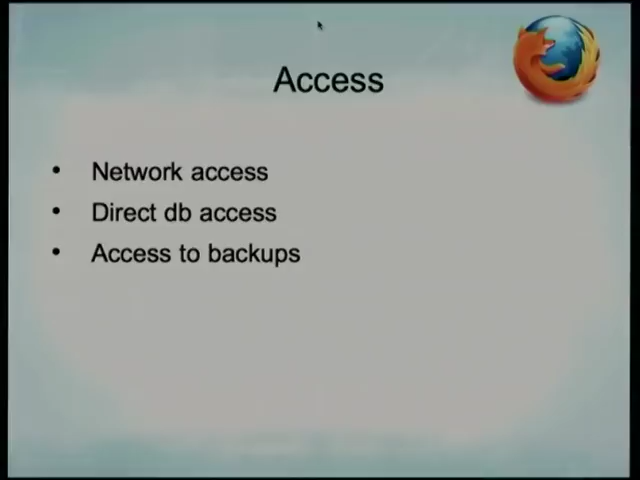 Access
• Network access
• Direct db access
• Access to backups